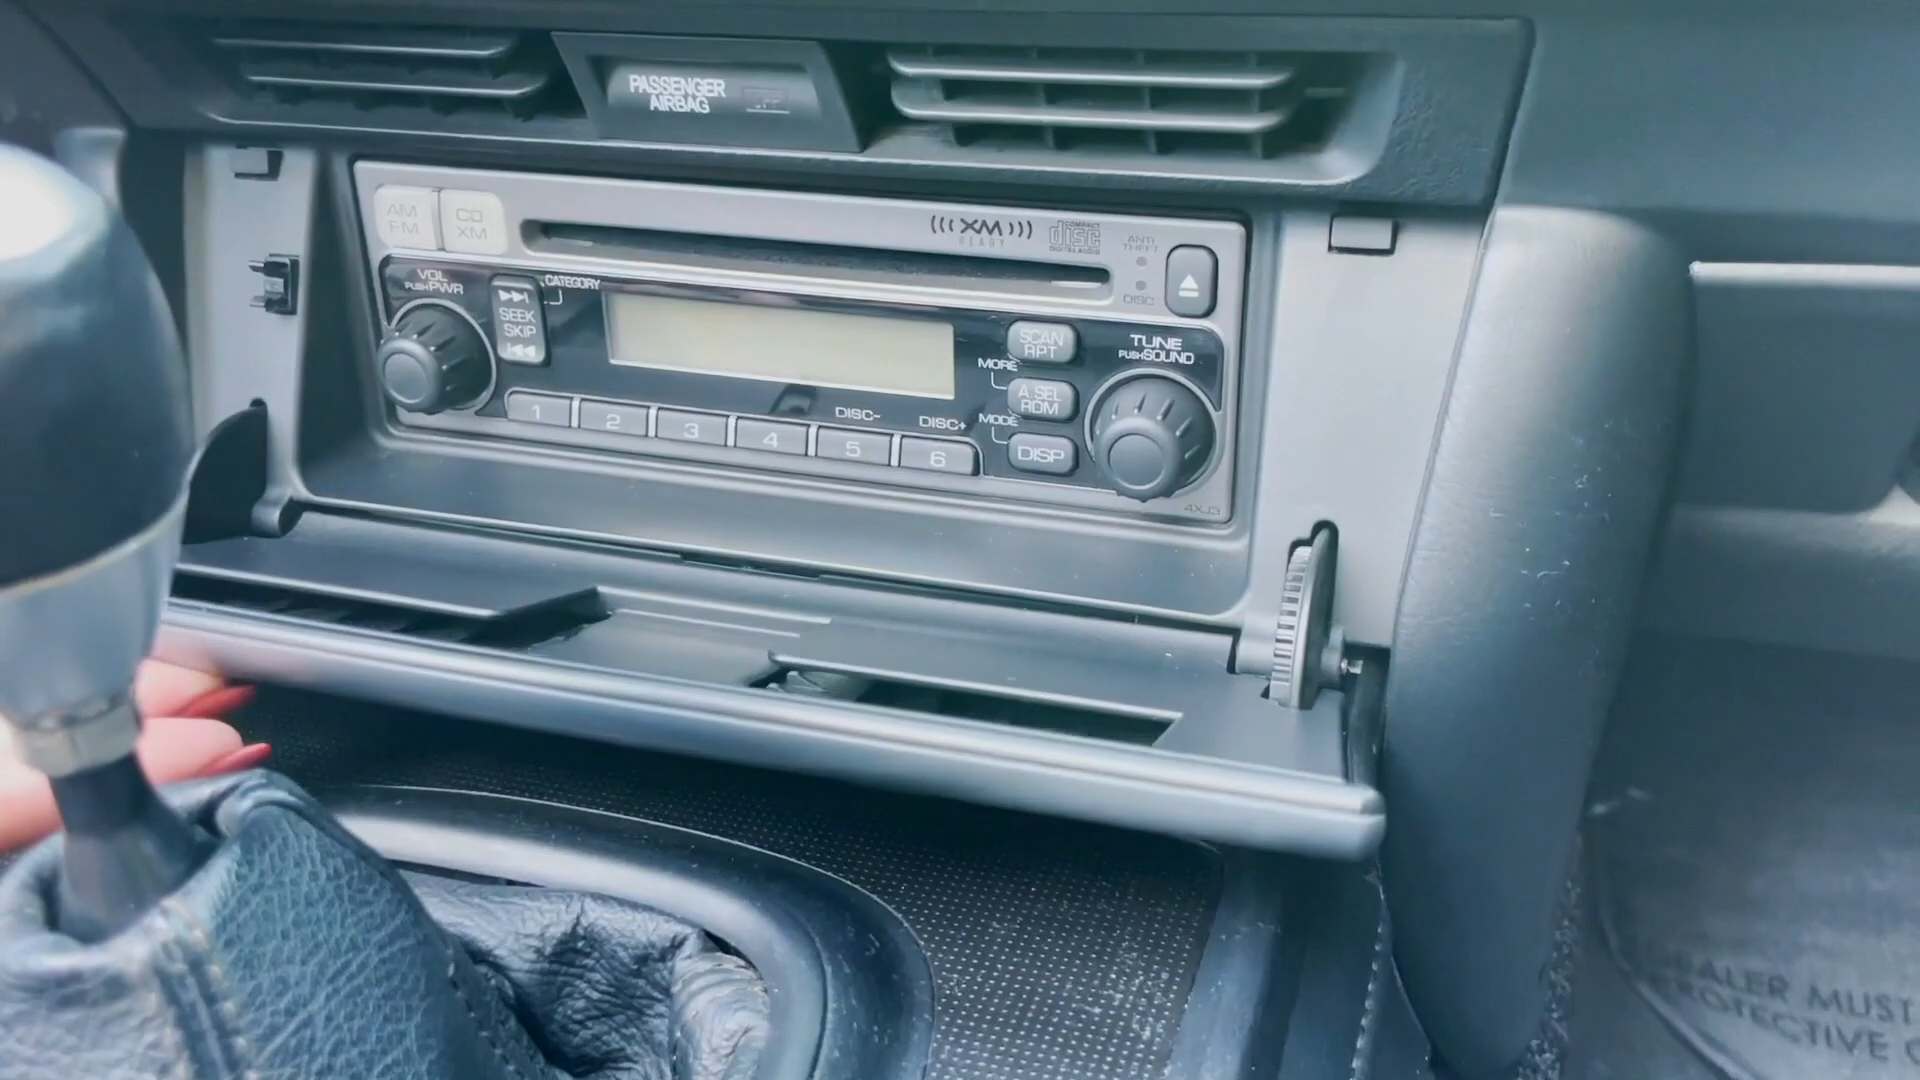 PASSENGER
AIRBAG
OFF
AM
FM
CD
XM
XM
READY
COMPACT
disc
DIGITAL AUDIO
ANTI
THEFT
DISC
VOL
PUSH PWR
SEEK
SKIP
CATEGORY
SCAN
RPT
MORE
A.SEL
RDM
MODE
DISP
TUNE
PUSH SOUND
1
2
3
4
DISC-
5
DISC+
6
4XJ3
MUST